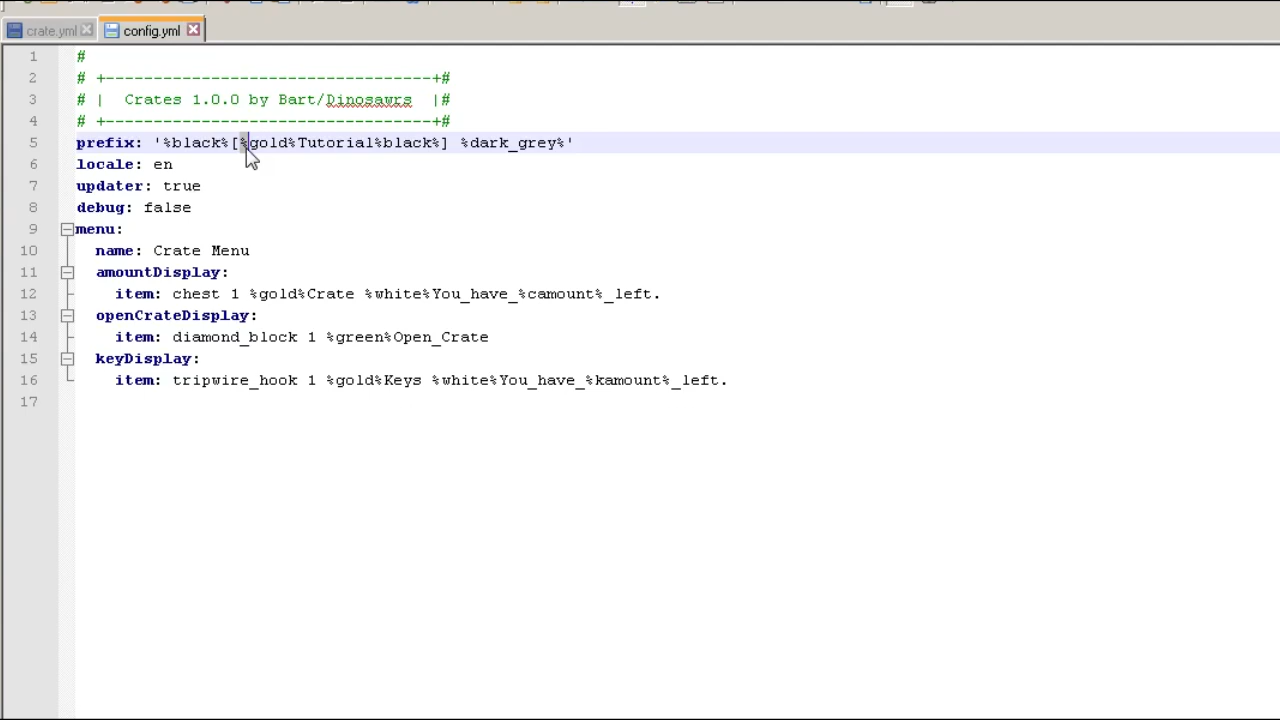 crate.yml config.yml
1 #
2 # +----------------------------------+#
3 # | Crates 1.0.0 by Bart/Dinosawrs |#
4 # +----------------------------------+#
5 prefix: '%black%[%gold%Tutorial%black%] %dark_grey%'
6 locale: en
7 updater: true
8 debug: false
9 menu:
10 name: Crate Menu
11 amountDisplay:
12 item: chest 1 %gold%Crate %white%You_have_%camount%_left.
13 openCrateDisplay:
14 item: diamond_block 1 %green%Open_Crate
15 keyDisplay:
16 item: tripwire_hook 1 %gold%Keys %white%You_have_%kamount%_left.
17